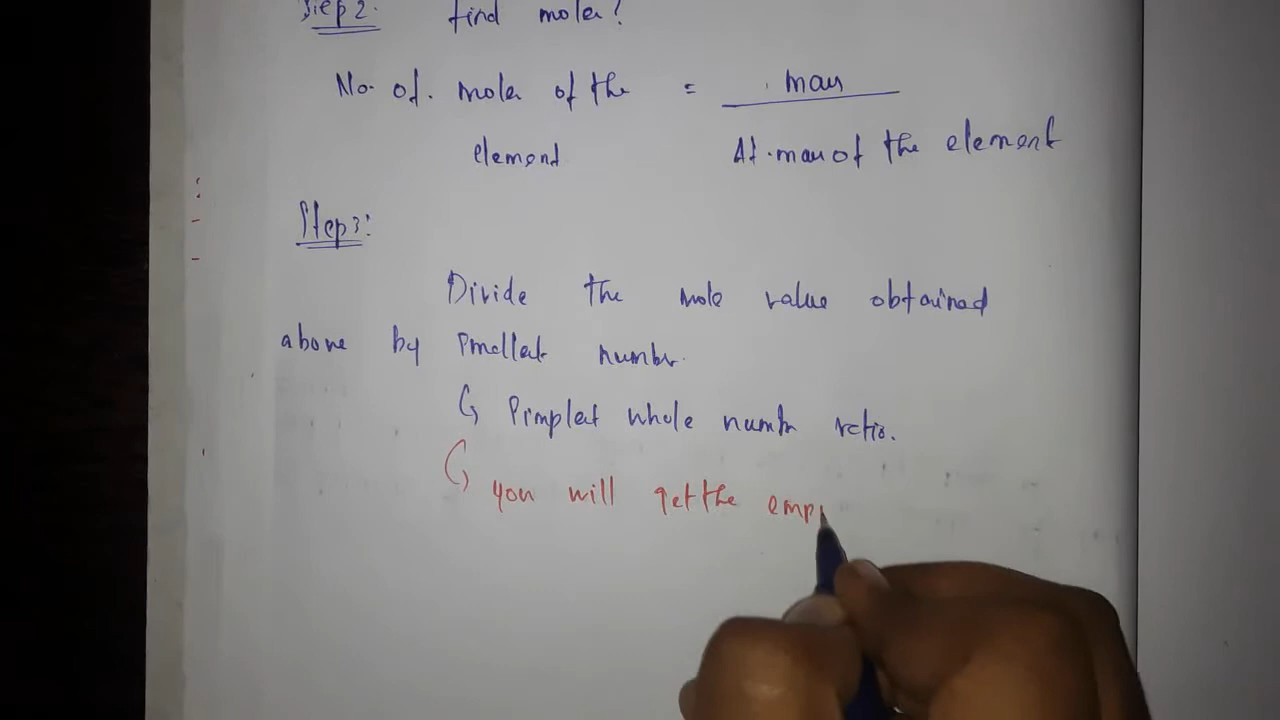 Step 2: Find moles?
No. of. moles of the = mass
element At. mass of the element
Step 3:
Divide the mole value obtained
above by smallest number.
Simplest whole number ratio.
you will get the emp